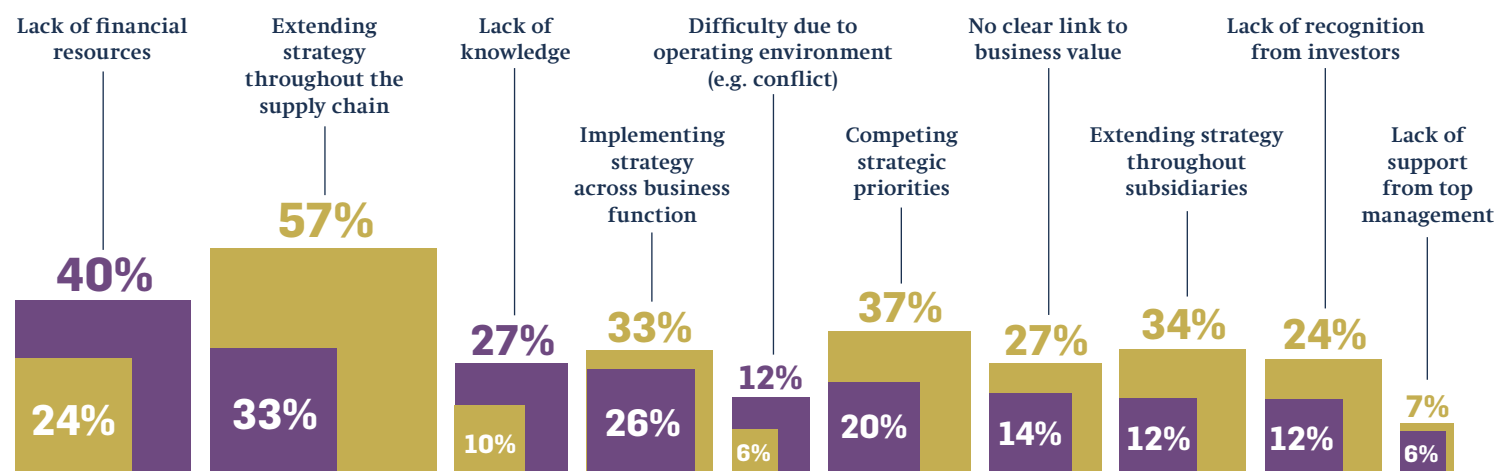 Lack of financial
resources
40%
24%
Extending
strategy
throughout the
supply chain
57%
33%
Lack of
knowledge
27%
10%
Implementing
strategy
across business
function
33%
26%
Difficulty due to
operating environment
(e.g. conflict)
12%
6%
Competing
strategic
priorities
37%
20%
No clear link to
business value
27%
14%
Extending strategy
throughout
subsidiaries
34%
12%
Lack of recognition
from investors
24%
12%
Lack of
support
from top
management
7%
6%